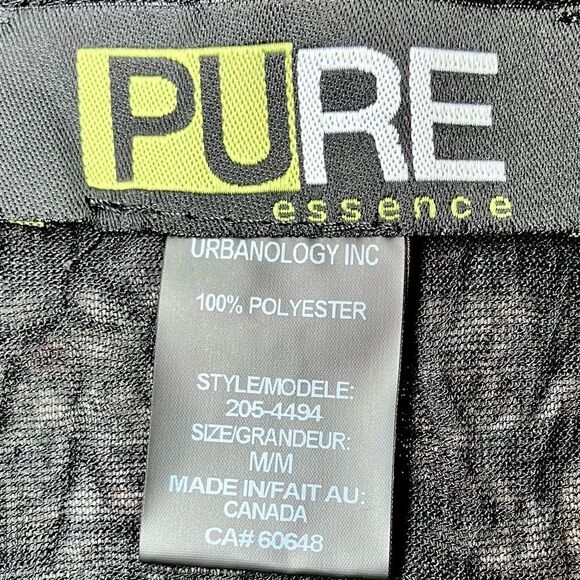 PURE
essence
URBANOLOGY INC
100% POLYESTER
STYLE/MODELE:
205-4494
SIZE/GRANDEUR:
M/M
MADE IN/FAIT AU:
CANADA
CA# 60648